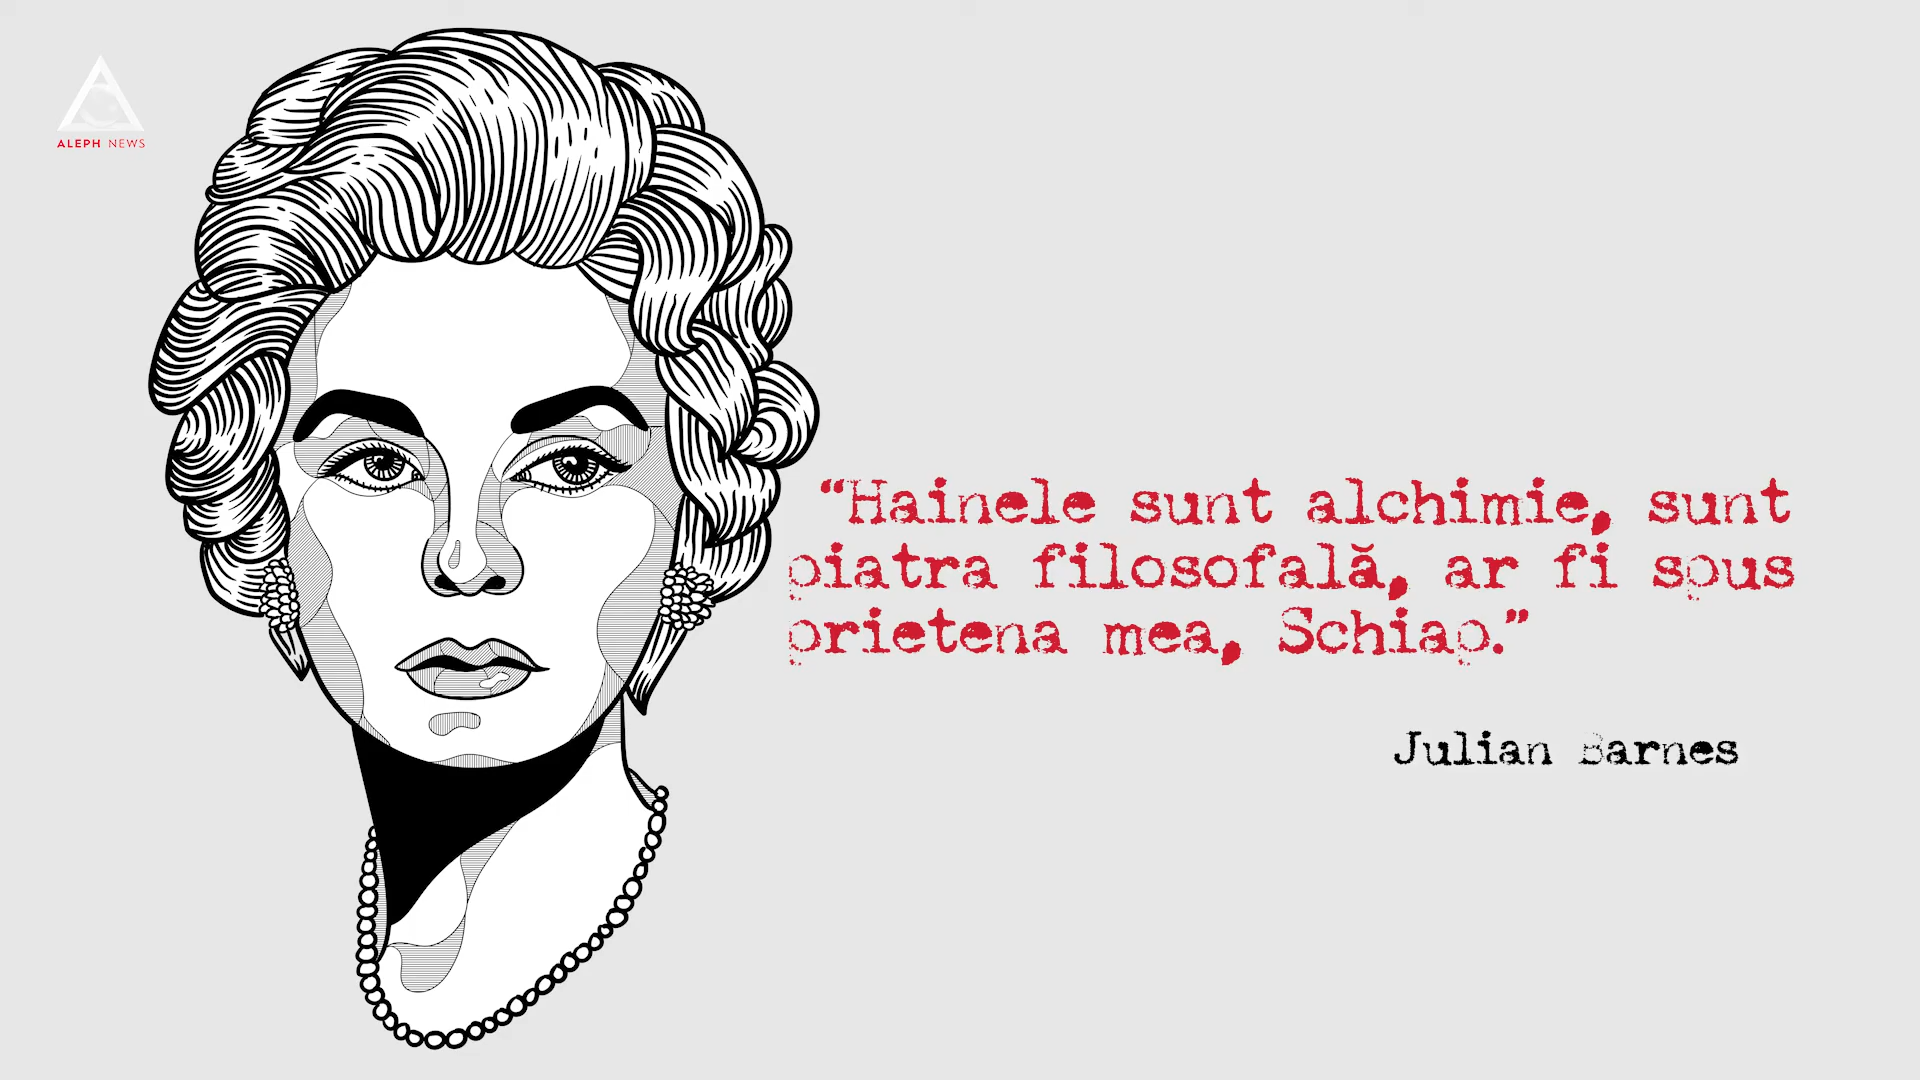 ALEPH NEWS
“Hainele sunt alchimie, sunt
piatra filosofală, ar fi spus
prietena mea, Schiap.”
Julian Barnes